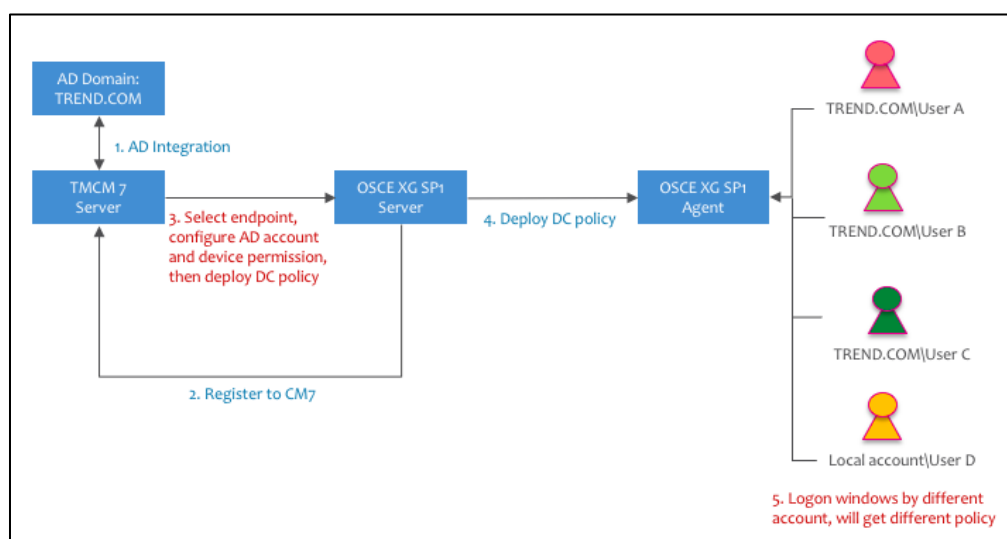 AD Domain:
TREND.COM
1. AD Integration
TMCM 7
Server
3. Select endpoint,
configure AD account
and device permission,
then deploy DC policy
OSCE XG SP1
Server
4. Deploy DC policy
OSCE XG SP1
Agent
2. Register to CM7
TREND.COM\User A
TREND.COM\User B
TREND.COM\User C
Local account\User D
5. Logon windows by different
account, will get different policy